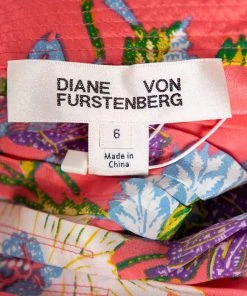 DIANE VON
FURSTENBERG
6
Made in
China